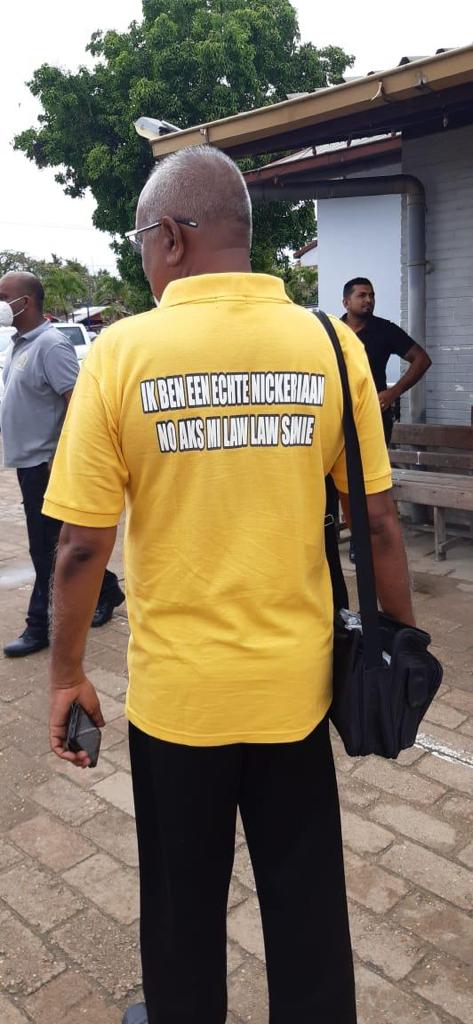 IK BEN EEN ECHTE NICKERIAAN
NO AKS MI LAW LAW SNIE